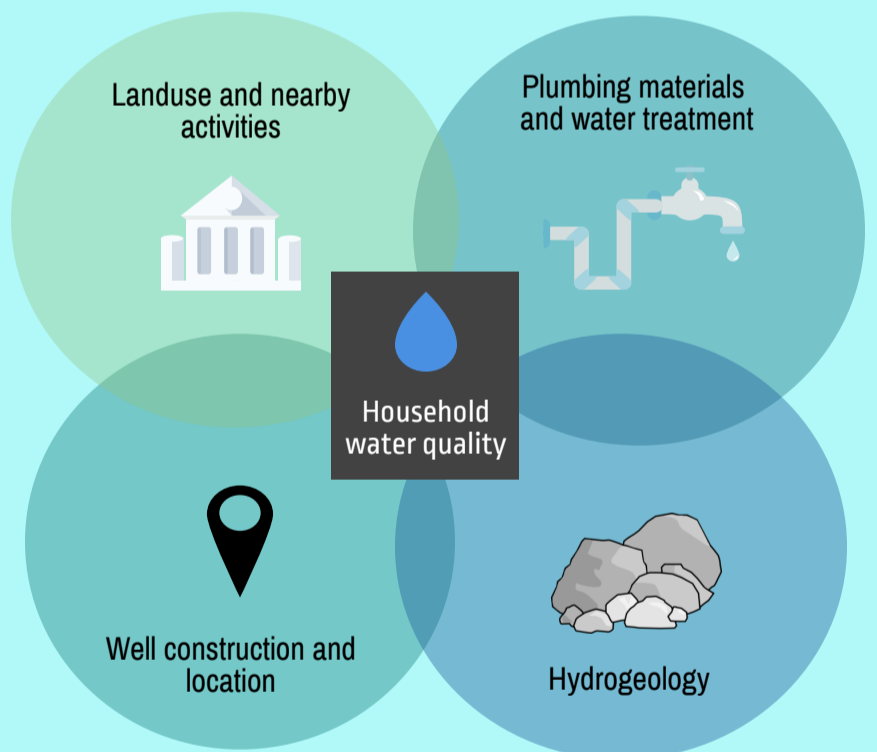 Landuse and nearby
activities
Plumbing materials
and water treatment
Household
water quality
Well construction and
location
Hydrogeology